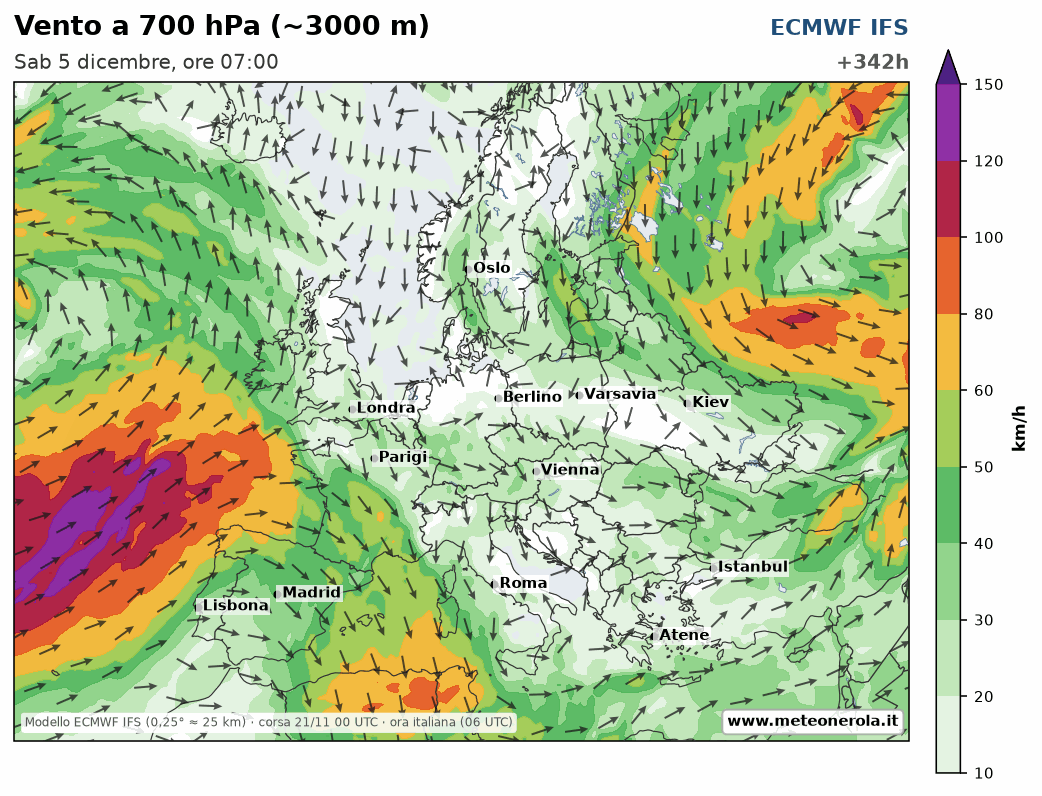 Vento a 700 hPa (~3000 m)
ECMWF IFS
Sab 5 dicembre, ore 07:00
+342h
150
120
100
80
60
50
40
30
20
10
km/h
Oslo
Londra
Berlino
Varsavia
Kiev
Parigi
Vienna
Istanbul
Roma
Madrid
Lisbona
Atene
Modello ECMWF IFS (0,25° ≈ 25 km) · corsa 21/11 00 UTC · ora italiana (06 UTC)
www.meteonerola.it